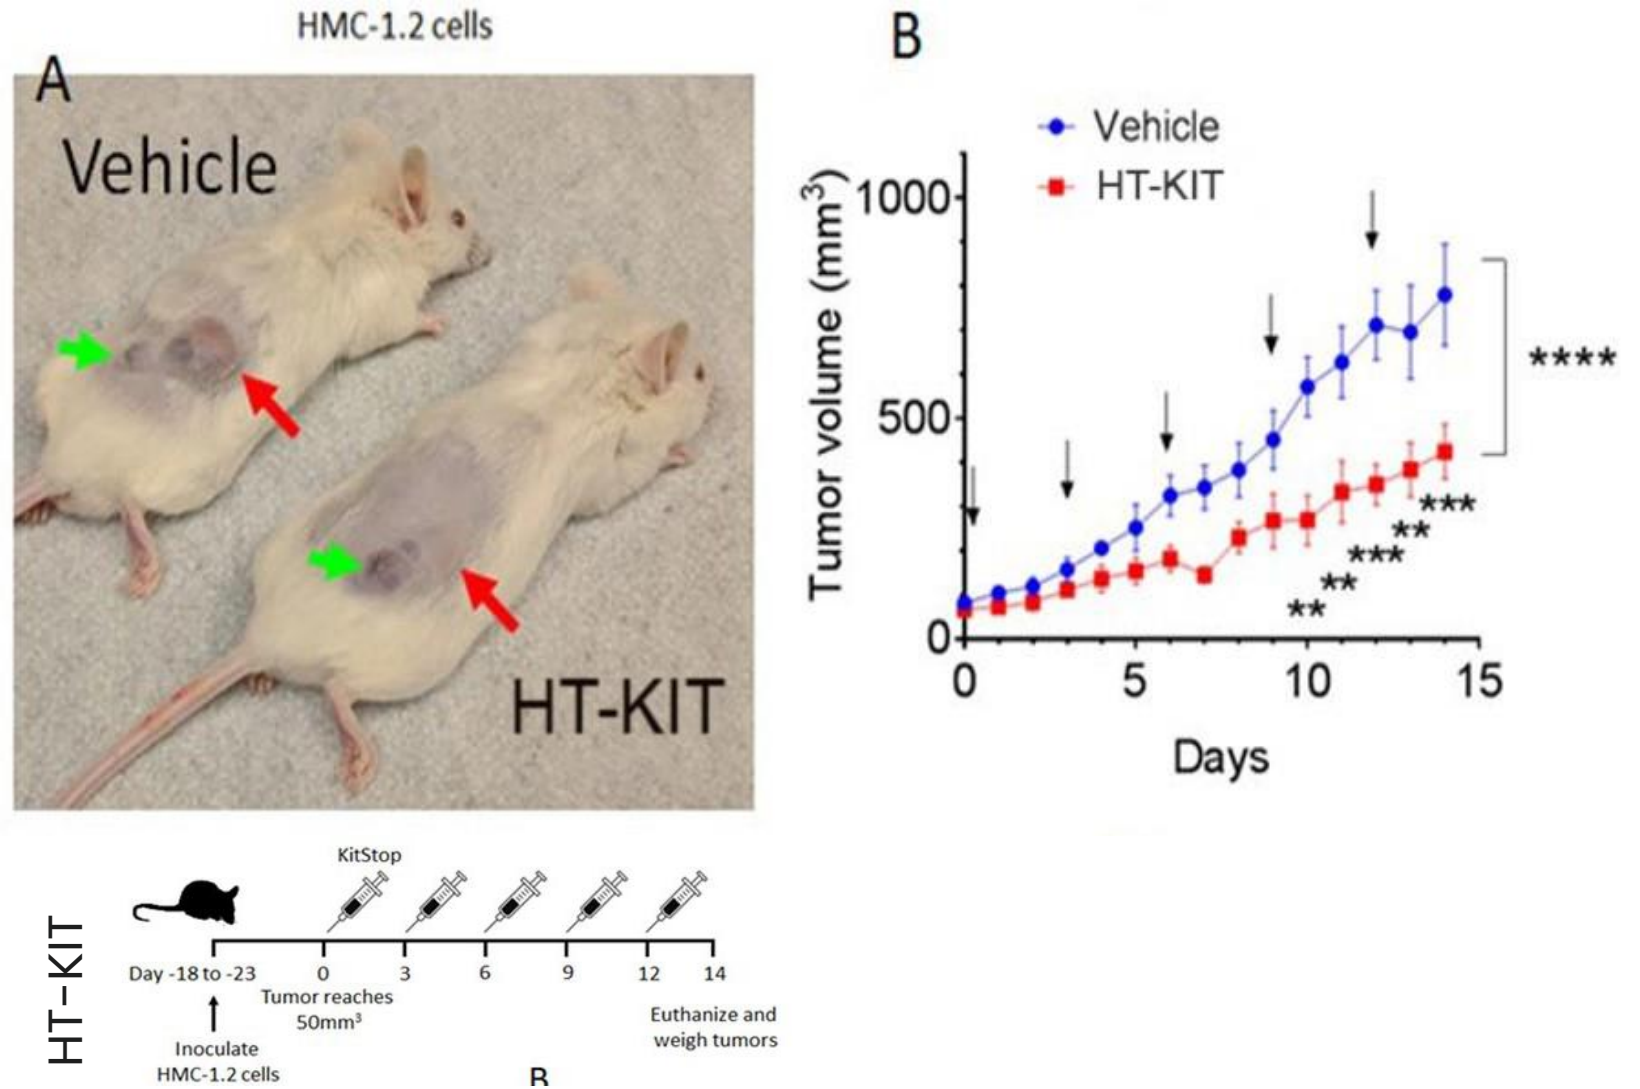 HMC-1.2 cells
A
Vehicle
HT-KIT
B
Vehicle
HT-KIT
Tumor volume (mm³)
1000
500
0
0 5 10 15
Days
****
***
**
***
**
**
HT-KIT
KitStop
Day -18 to -23 0 3 6 9 12 14
Tumor reaches
50mm³
Euthanize and
weigh tumors
Inoculate
HMC-1.2 cells
B